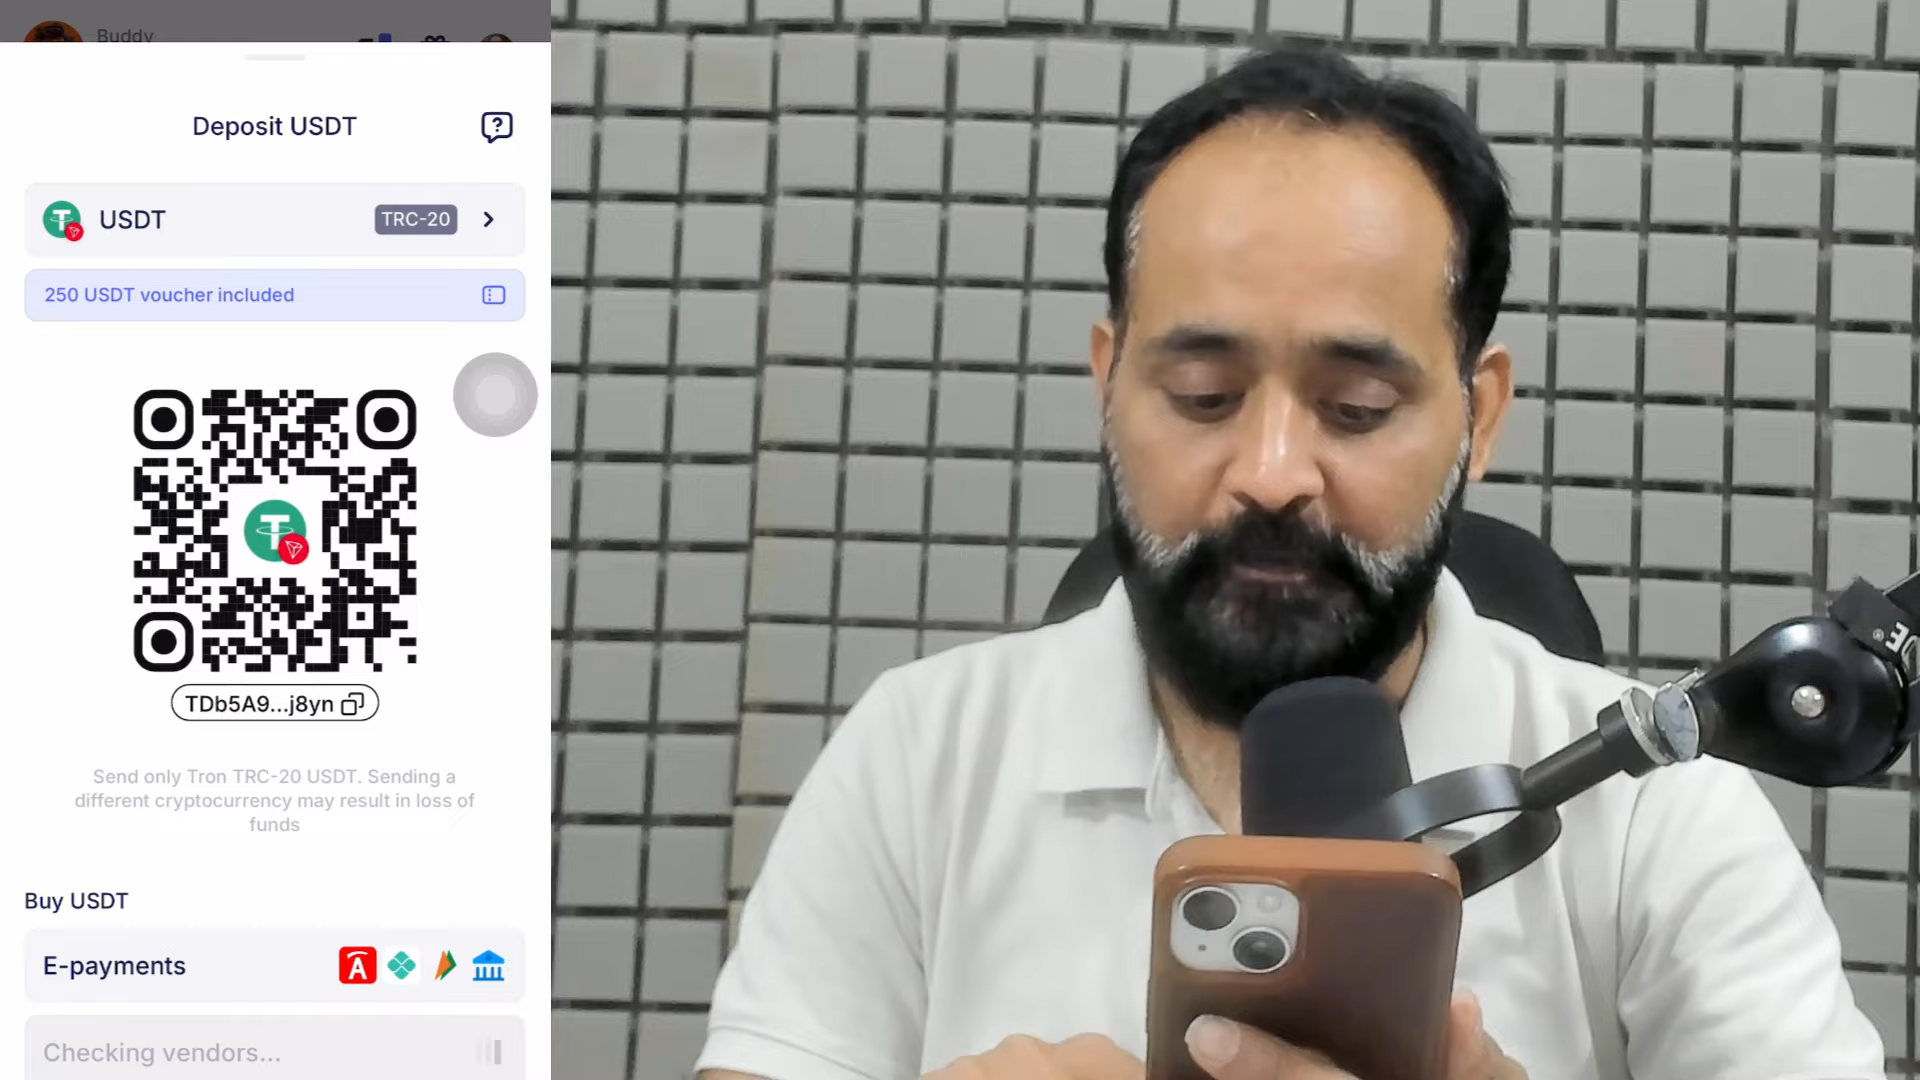 Buddy
Deposit USDT
USDT
TRC-20
250 USDT voucher included
TDb5A9...j8yn
Send only Tron TRC-20 USDT. Sending a
different cryptocurrency may result in loss of
funds
Buy USDT
E-payments
Checking vendors...